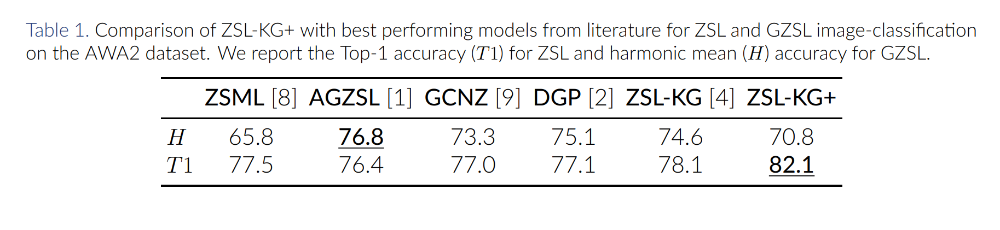 Table 1. Comparison of ZSL-KG+ with best performing models from literature for ZSL and GZSL image-classification
on the AWA2 dataset. We report the Top-1 accuracy (T1) for ZSL and harmonic mean (H) accuracy for GZSL.
ZSML [8] AGZSL [1] GCNZ [9] DGP [2] ZSL-KG [4] ZSL-KG+
H 65.8 76.8 73.3 75.1 74.6 70.8
T1 77.5 76.4 77.0 77.1 78.1 82.1